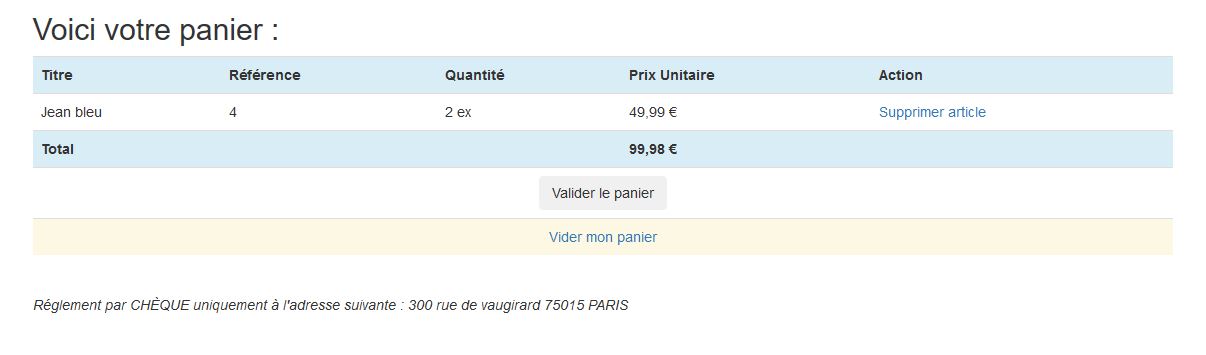 Voici votre panier :
Titre Référence Quantité Prix Unitaire Action
Jean bleu 4 2 ex 49,99 € Supprimer article
Total 99,98 €
Valider le panier
Vider mon panier
Réglement par CHÈQUE uniquement à l'adresse suivante : 300 rue de vaugirard 75015 PARIS